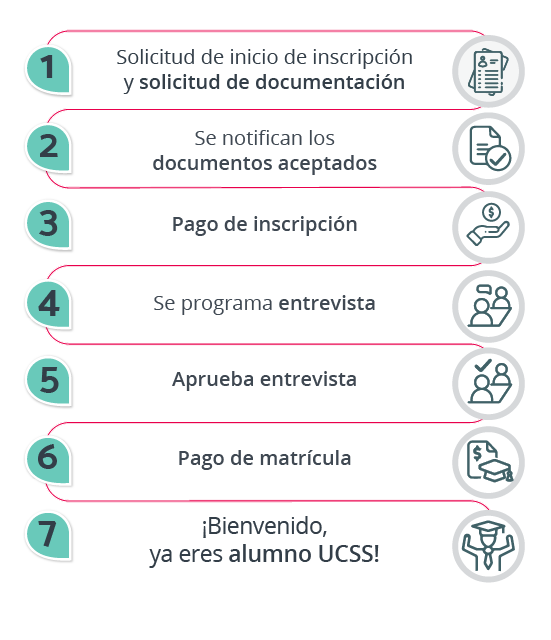 1
Solicitud de inicio de inscripción
y solicitud de documentación
2
Se notifican los
documentos aceptados
3
Pago de inscripción
$
4
Se programa entrevista
5
Aprueba entrevista
6
Pago de matrícula
$
7
¡Bienvenido,
ya eres alumno UCSS!